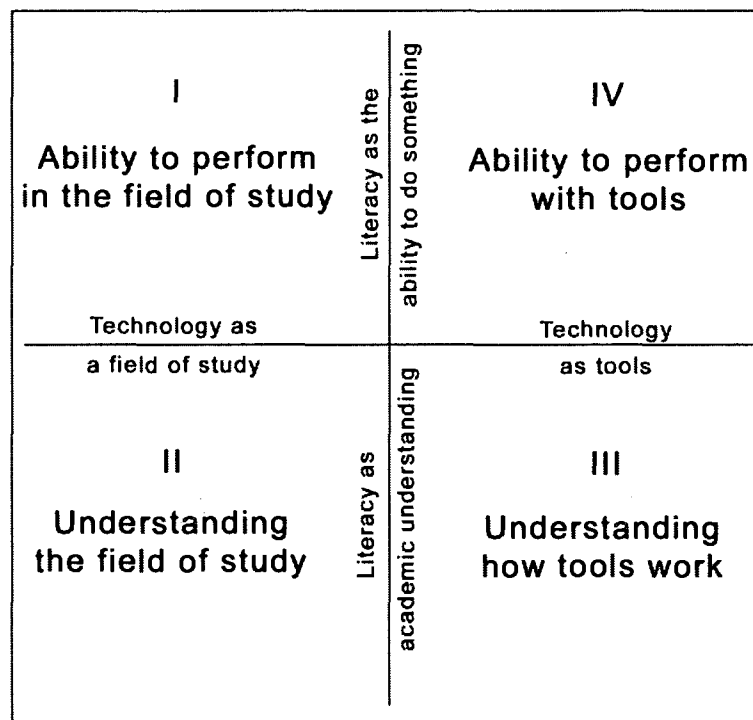 I
Ability to perform
in the field of study
Literacy as the
ability to do something
IV
Ability to perform
with tools
Technology as
a field of study
Technology
as tools
II
Understanding
the field of study
Literacy as
academic understanding
III
Understanding
how tools work